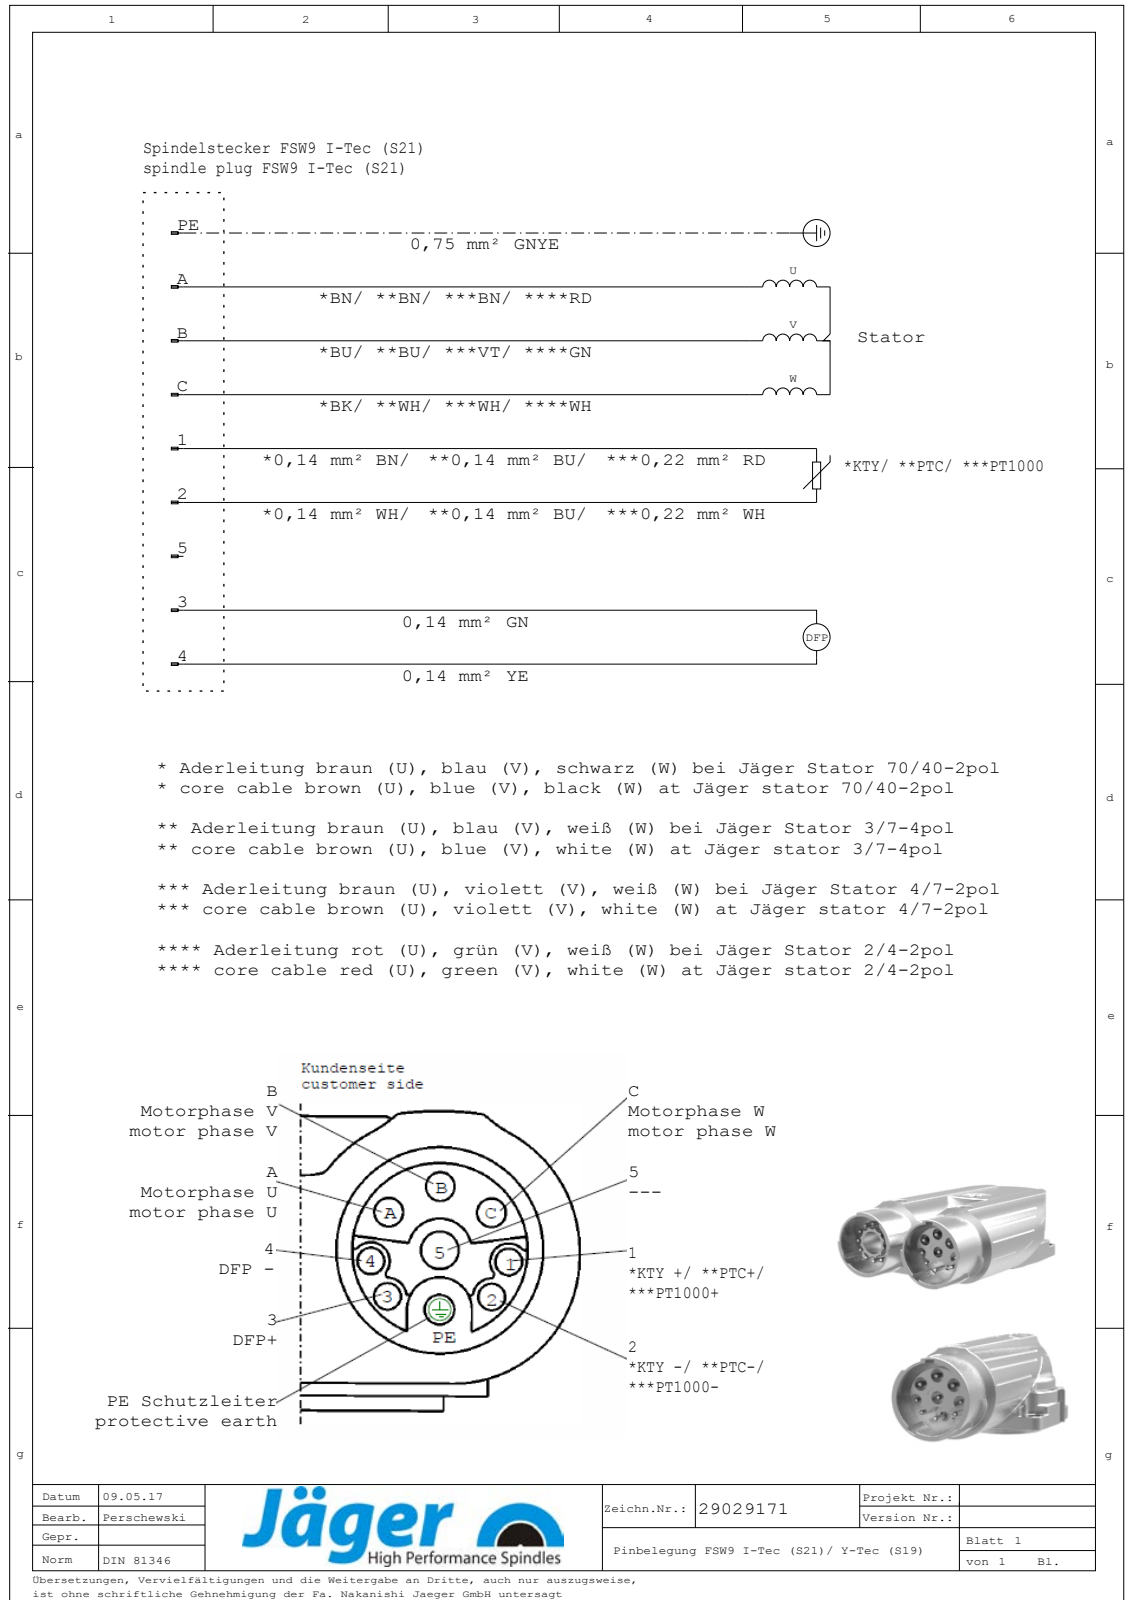 1 2 3 4 5 6
a a
Spindelstecker FSW9 I-Tec (S21)
spindle plug FSW9 I-Tec (S21)
PE
0,75 mm² GNYE
A
U
*BN/ **BN/ ***BN/ ****RD
b b
B
V
Stator
*BU/ **BU/ ***VT/ ****GN
C
W
*BK/ **WH/ ***WH/ ****WH
1
*0,14 mm² BN/ **0,14 mm² BU/ ***0,22 mm² RD
*KTY/ **PTC/ ***PT1000
2
*0,14 mm² WH/ **0,14 mm² BU/ ***0,22 mm² WH
5
c c
3
0,14 mm² GN
DFP
4
0,14 mm² YE
* Aderleitung braun (U), blau (V), schwarz (W) bei Jäger Stator 70/40-2pol
* core cable brown (U), blue (V), black (W) at Jäger stator 70/40-2pol
d d
** Aderleitung braun (U), blau (V), weiß (W) bei Jäger Stator 3/7-4pol
** core cable brown (U), blue (V), white (W) at Jäger stator 3/7-4pol
*** Aderleitung braun (U), violett (V), weiß (W) bei Jäger Stator 4/7-2pol
*** core cable brown (U), violett (V), white (W) at Jäger stator 4/7-2pol
**** Aderleitung rot (U), grün (V), weiß (W) bei Jäger Stator 2/4-2pol
**** core cable red (U), green (V), white (W) at Jäger stator 2/4-2pol
e e
Kundenseite
customer side
B
Motorphase V
motor phase V
C
Motorphase W
motor phase W
A
Motorphase U
motor phase U
5
---
4
DFP -
3
DFP+
1
*KTY +/ **PTC+/
***PT1000+
2
*KTY -/ **PTC-/
***PT1000-
PE Schutzleiter
protective earth
B
A C
5
4 1
3 2
PE
f f
g g
Datum 09.05.17
Bearb. Perschewski
Gepr.
Norm DIN 81346
Jäger
High Performance Spindles
Zeichn.Nr.: 29029171
Projekt Nr.:
Version Nr.:
Pinbelegung FSW9 I-Tec (S21)/ Y-Tec (S19)
Blatt 1
von 1 Bl.
Übersetzungen, Vervielfältigungen und die Weitergabe an Dritte, auch nur auszugsweise,
ist ohne schriftliche Gehnehmigung der Fa. Nakanishi Jaeger GmbH untersagt